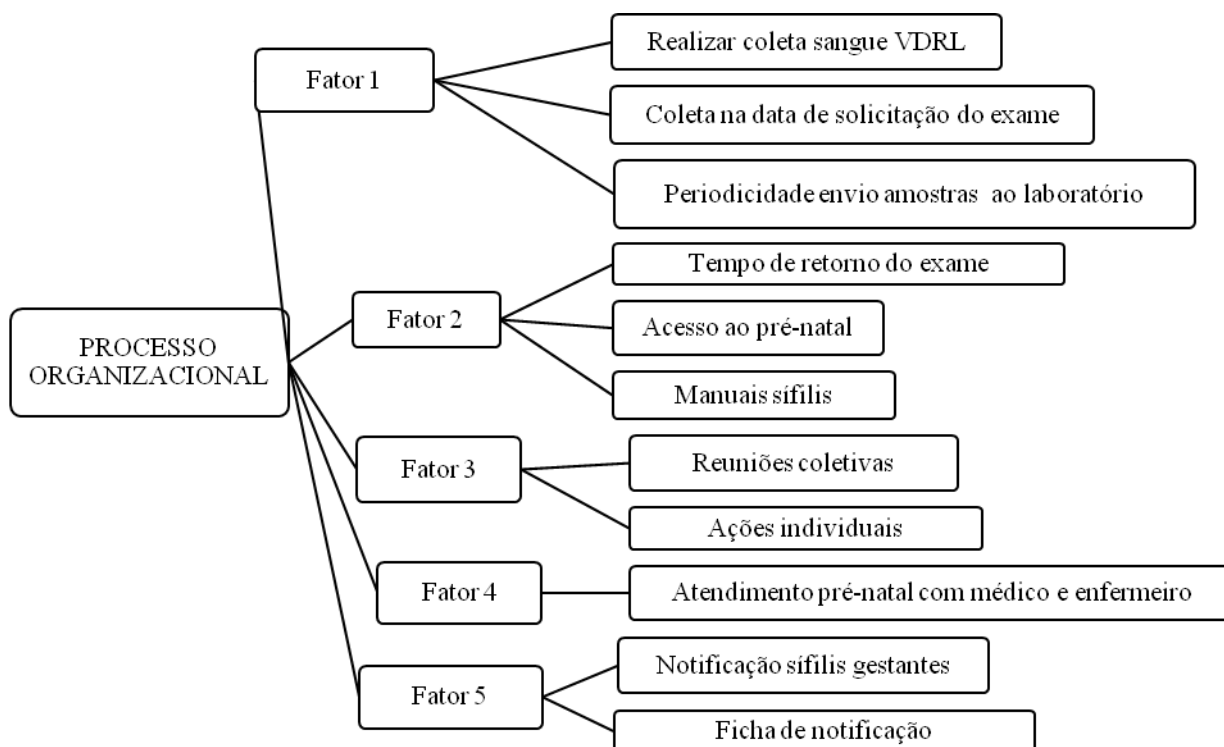 PROCESSO
ORGANIZACIONAL
Fator 1
Realizar coleta sangue VDRL
Coleta na data de solicitação do exame
Periodicidade envio amostras ao laboratório
Fator 2
Tempo de retorno do exame
Acesso ao pré-natal
Manuais sífilis
Fator 3
Reuniões coletivas
Ações individuais
Fator 4
Atendimento pré-natal com médico e enfermeiro
Fator 5
Notificação sífilis gestantes
Ficha de notificação